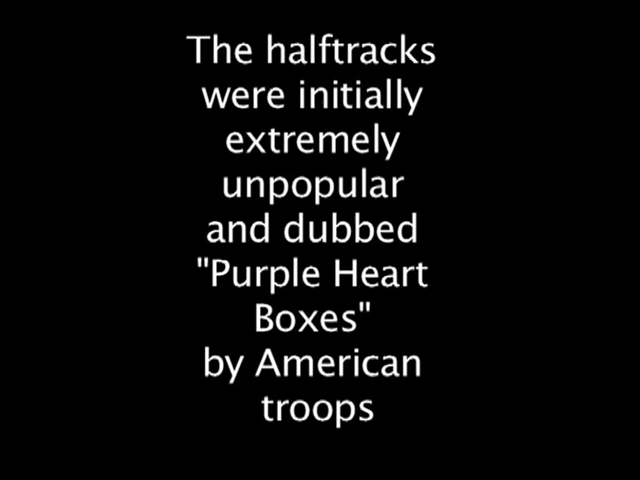 The halftracks
were initially
extremely
unpopular
and dubbed
"Purple Heart
Boxes"
by American
troops